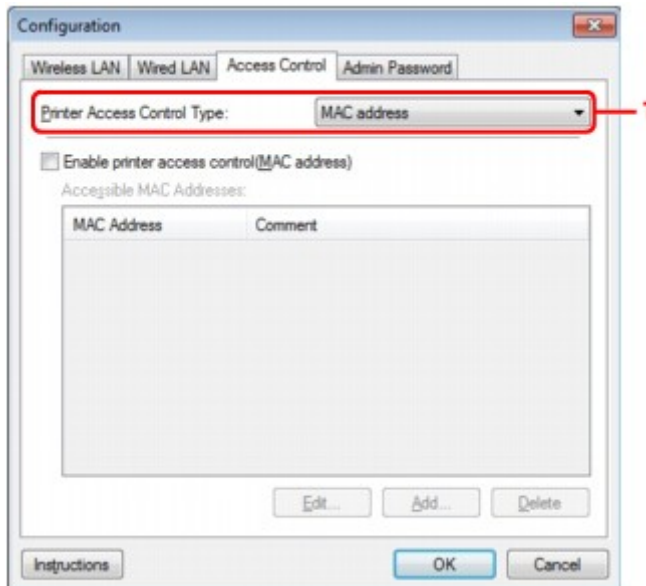 Configuration
Wireless LAN Wired LAN Access Control Admin Password
Printer Access Control Type: MAC address
1
Enable printer access control(MAC address)
Accessible MAC Addresses:
MAC Address Comment
Edit... Add... Delete
Instructions OK Cancel